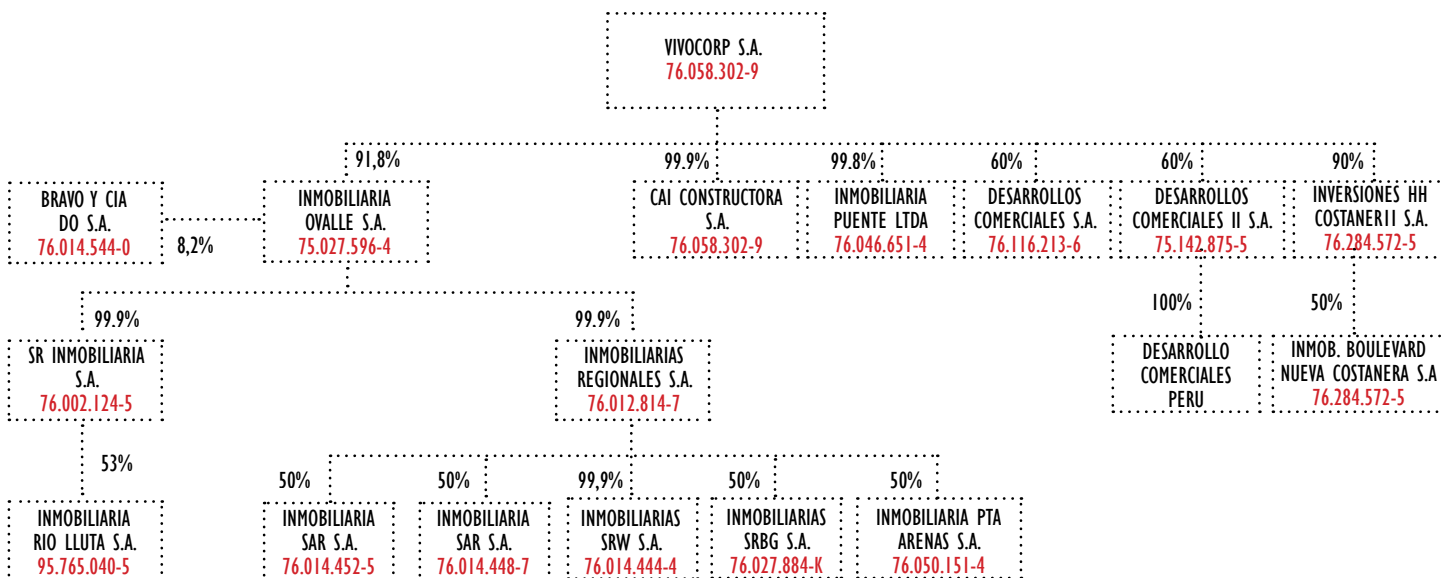 VIVOCORP S.A.
76.058.302-9
91,8%
99.9%
99.8%
60%
60%
90%
BRAVO Y CIA
DO S.A.
76.014.544-0
8,2%
INMOBILIARIA
OVALLE S.A.
75.027.596-4
CAI CONSTRUCTORA
S.A.
76.058.302-9
INMOBILIARIA
PUENTE LTDA
76.046.651-4
DESARROLLOS
COMERCIALES S.A.
76.116.213-6
DESARROLLOS
COMERCIALES II S.A.
75.142.875-5
INVERSIONES HH
COSTANERII S.A.
76.284.572-5
99.9%
99.9%
100%
50%
SR INMOBILIARIA
S.A.
76.002.124-5
INMOBILIARIAS
REGIONALES S.A.
76.012.814-7
DESARROLLO
COMERCIALES
PERU
INMOB. BOULEVARD
NUEVA COSTANERA S.A
76.284.572-5
53%
50%
50%
99,9%
50%
50%
INMOBILIARIA
RIO LLUTA S.A.
95.765.040-5
INMOBILIARIA
SAR S.A.
76.014.452-5
INMOBILIARIA
SAR S.A.
76.014.448-7
INMOBILIARIAS
SRW S.A.
76.014.444-4
INMOBILIARIAS
SRBG S.A.
76.027.884-K
INMOBILIARIA PTA
ARENAS S.A.
76.050.151-4